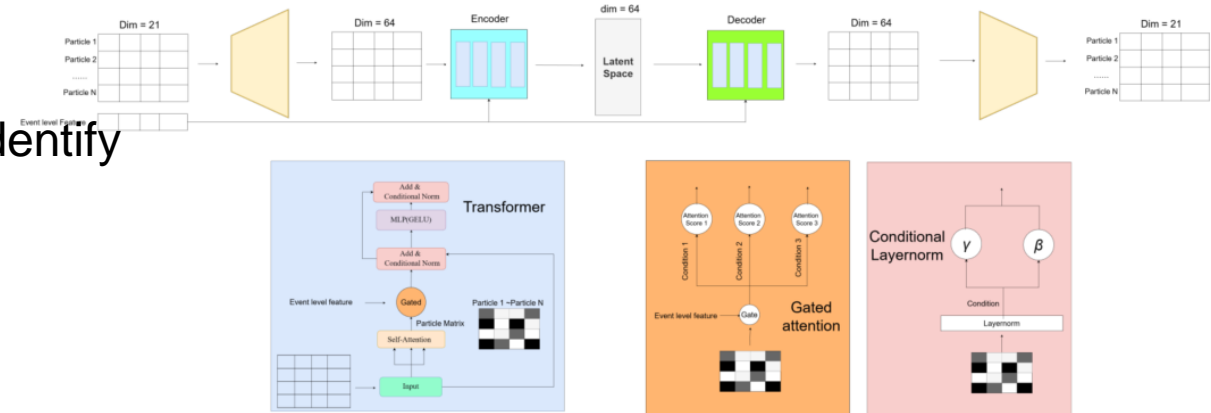 Dim = 21
Particle 1
Particle 2
......
Particle N
Event level Feature
Dim = 64
Encoder
dim = 64
Latent
Space
Decoder
Dim = 64
Dim = 21
Particle 1
Particle 2
......
Particle N
dentify
Transformer
Add &
Conditional Norm
MLP(GELU)
Add &
Conditional Norm
Event level feature
Gated
Particle 1 ~Particle N
Particle Matrix
Self-Attention
Input
Attention
Score 1
Attention
Score 2
Attention
Score 3
Condition 1
Condition 2
Condition 3
Event level feature
Gate
Gated
attention
Conditional
Layernorm
γ
β
Condition
Layernorm